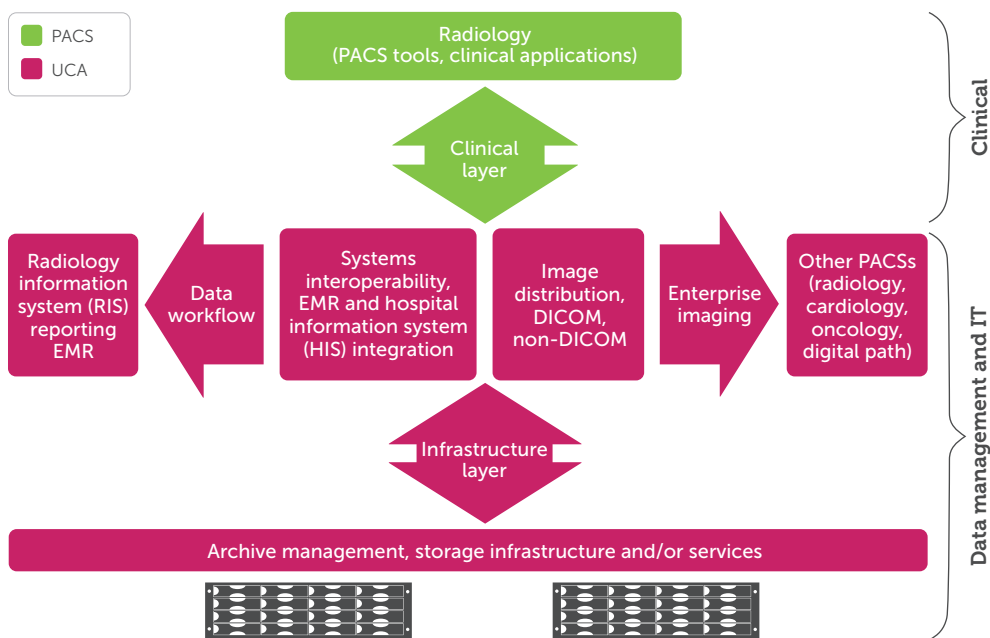 PACS
UCA
Radiology
(PACS tools, clinical applications)
Clinical
layer
Clinical
Radiology
information
system (RIS)
reporting
EMR
Data
workflow
Systems
interoperability,
EMR and hospital
information system
(HIS) integration
Image
distribution,
DICOM,
non-DICOM
Enterprise
imaging
Other PACSs
(radiology,
cardiology,
oncology,
digital path)
Infrastructure
layer
Data management and IT
Archive management, storage infrastructure and/or services